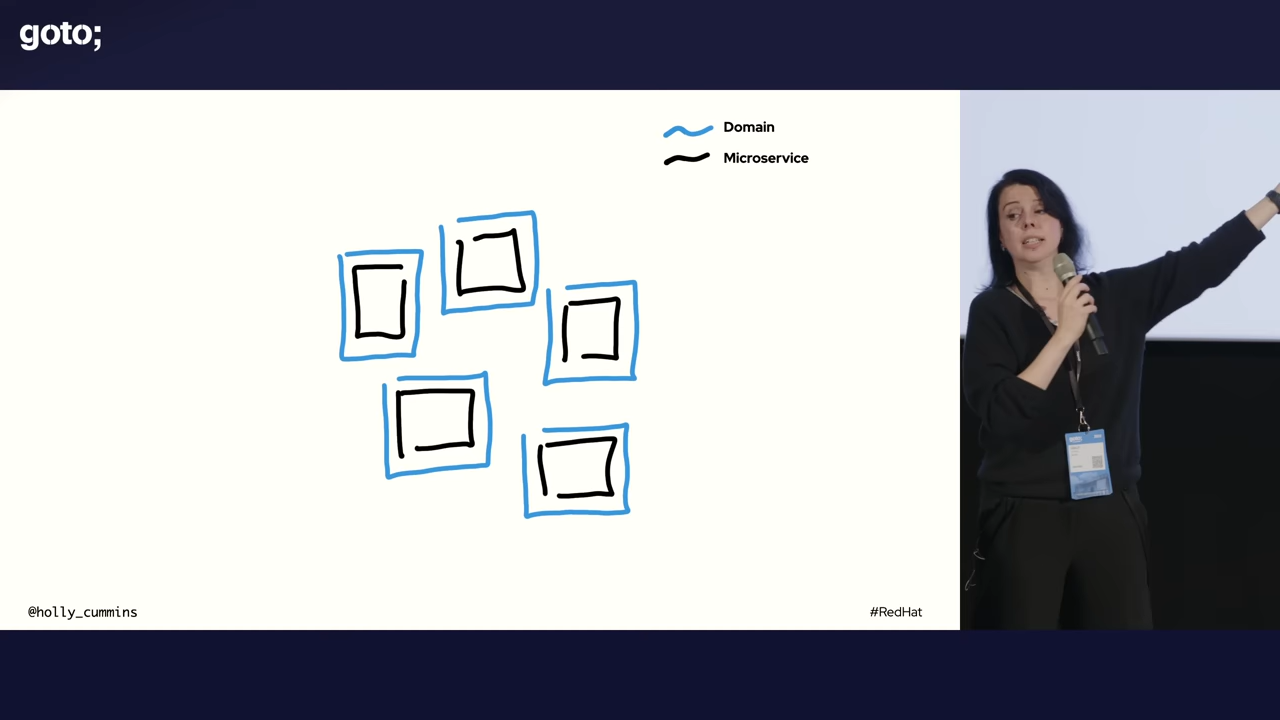 goto;
Domain
Microservice
@holly_cummins
#RedHat